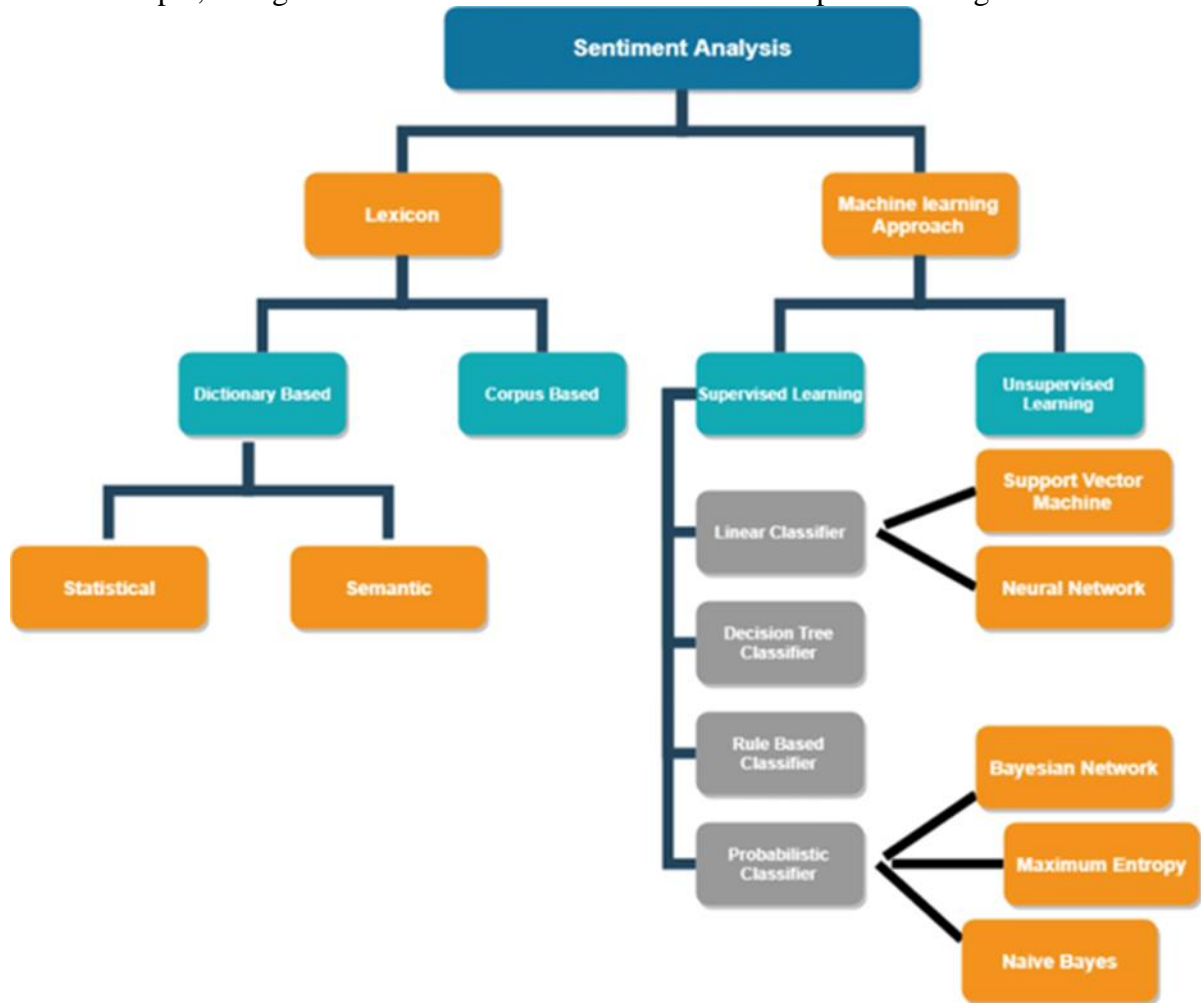 Sentiment Analysis
Lexicon
Machine learning
Approach
Dictionary Based
Corpus Based
Supervised Learning
Unsupervised
Learning
Statistical
Semantic
Linear Classifier
Support Vector
Machine
Neural Network
Decision Tree
Classifier
Rule Based
Classifier
Probabilistic
Classifier
Bayesian Network
Maximum Entropy
Naive Bayes